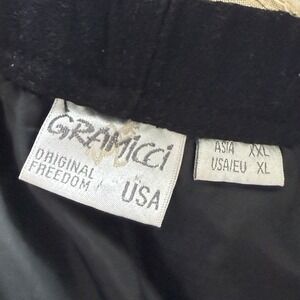 GRAMiCCi
ORIGINAL
FREEDOM
USA
ASIA XXL
USA/EU XL